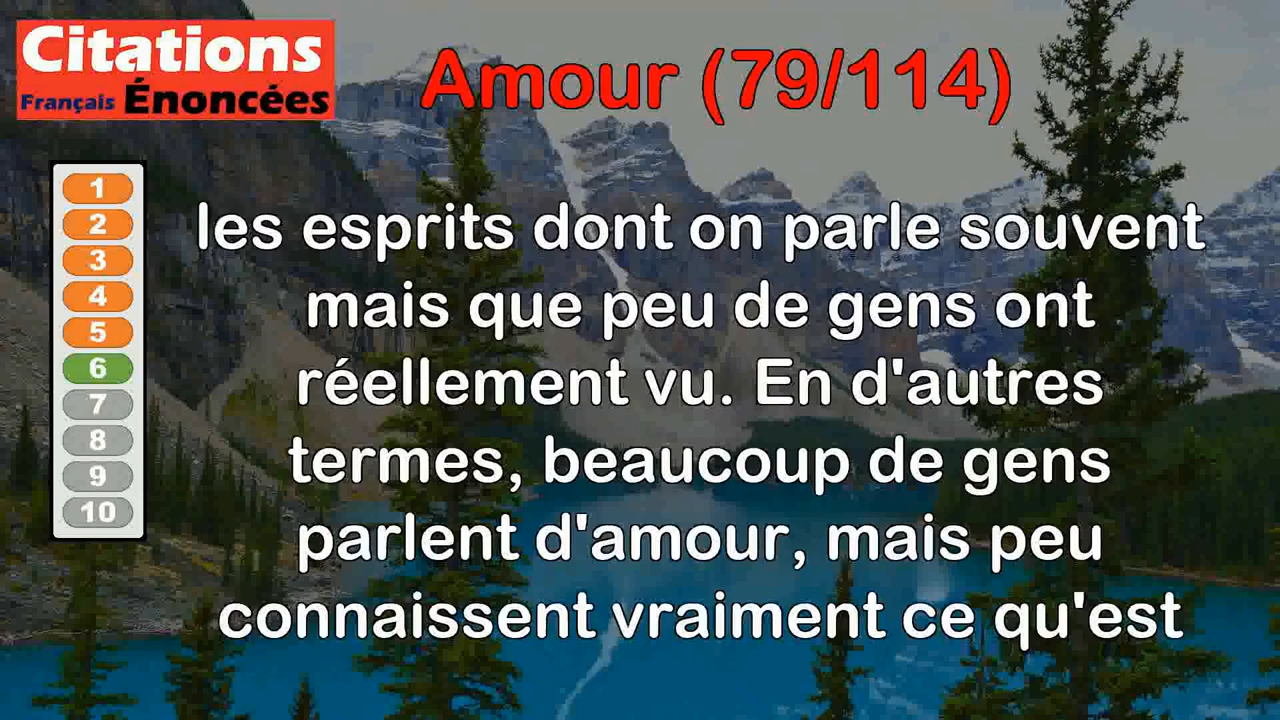 Citations
Français Énoncées
Amour (79/114)
1
2
3
4
5
6
7
8
9
10
les esprits dont on parle souvent
mais que peu de gens ont
réellement vu. En d'autres
termes, beaucoup de gens
parlent d'amour, mais peu
connaissent vraiment ce qu'est